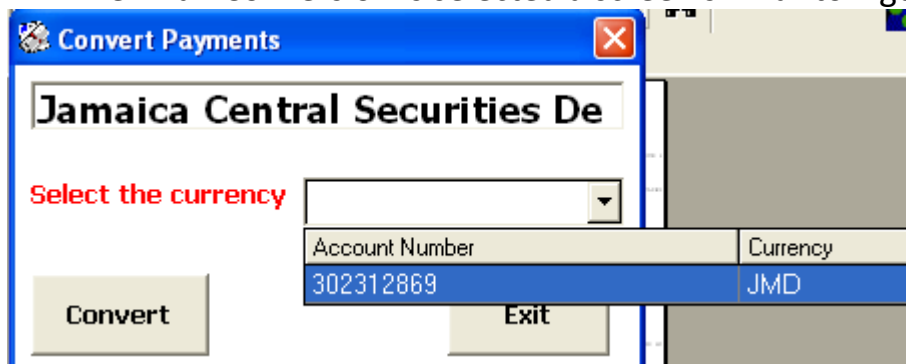 Convert Payments
Jamaica Central Securities De
Select the currency
Account Number Currency
302312869 JMD
Convert Exit